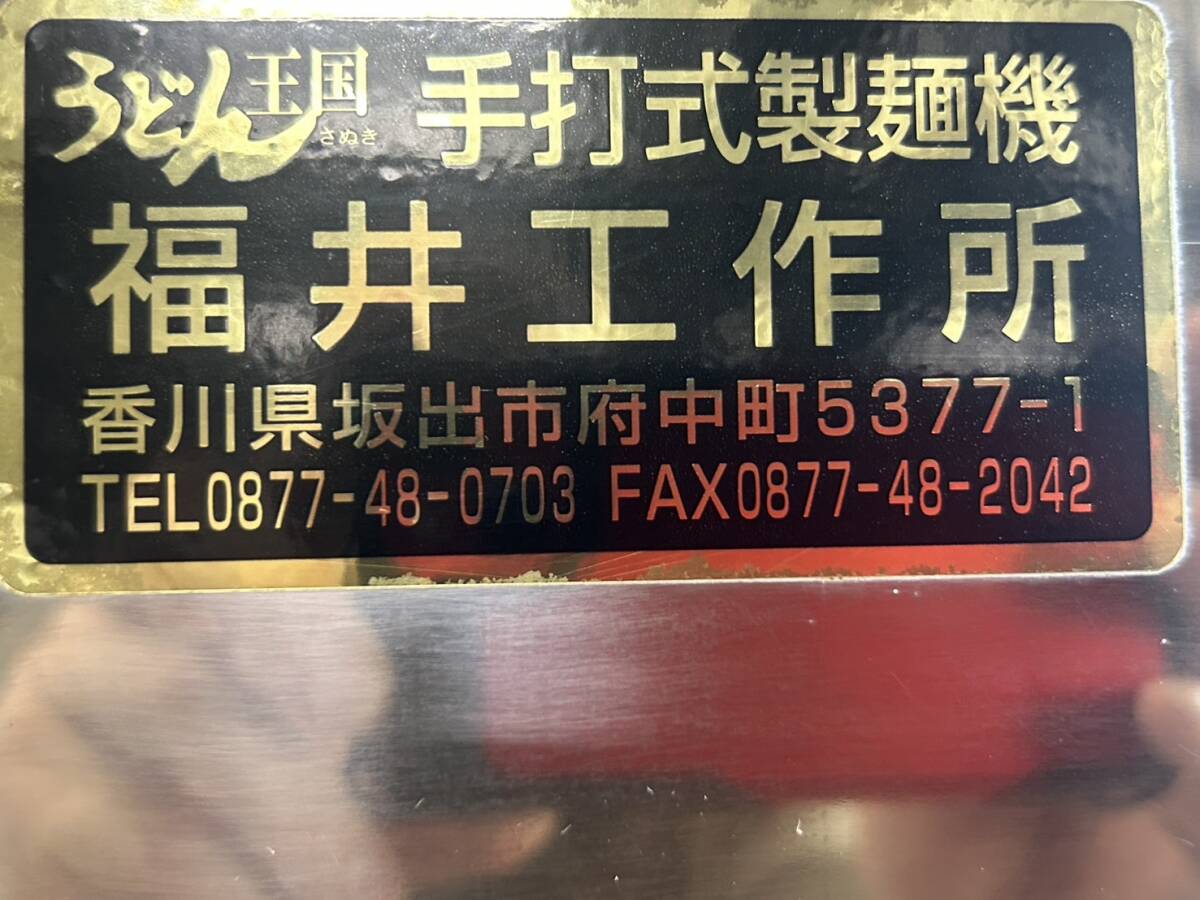 うどん王国さぬき 手打式製麺機
福井工作所
香川県坂出市府中町5377-1
TEL0877-48-0703 FAX0877-48-2042